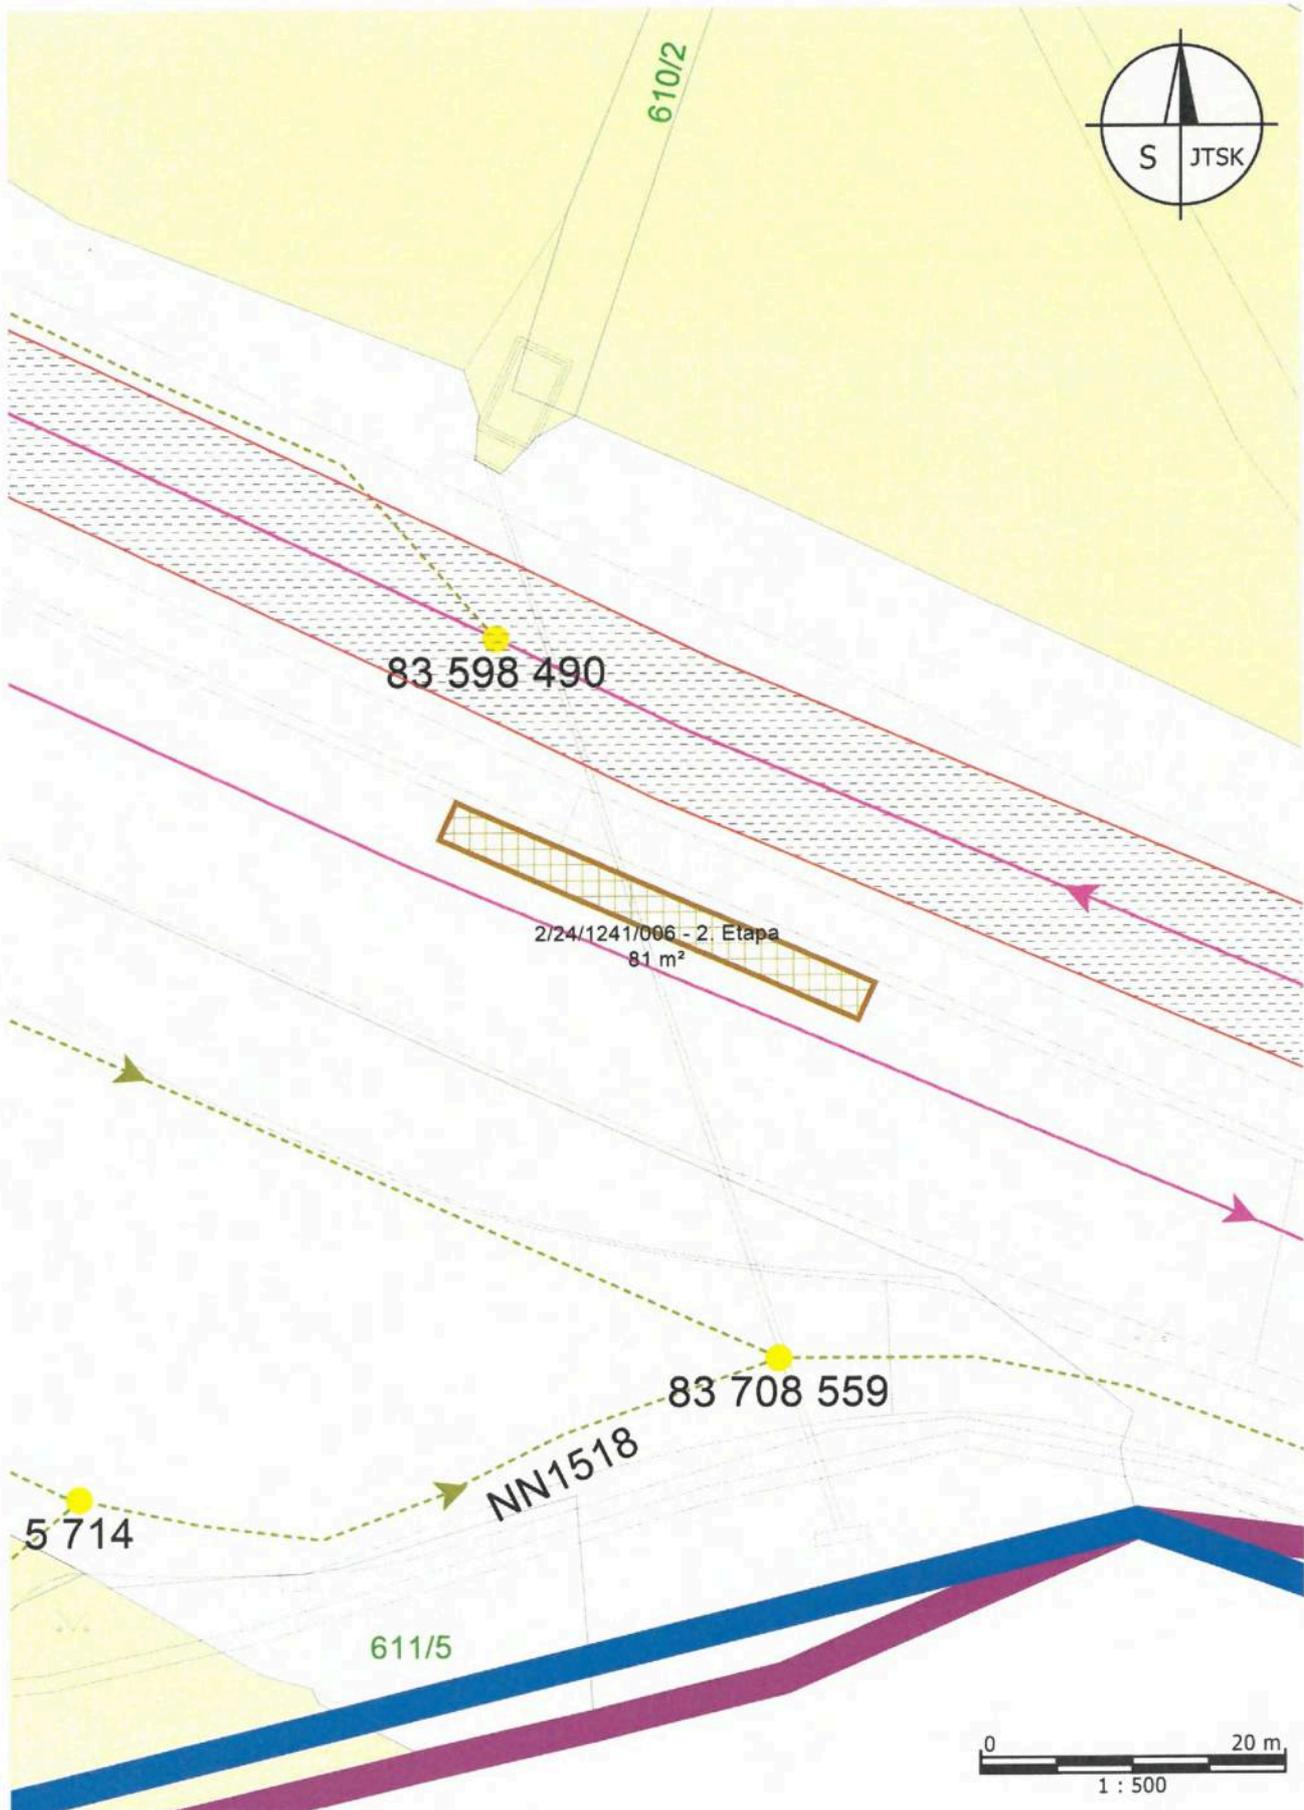 610/2
S JTSK
83 598 490
2/24/1241/006 - 2. Etapa
81 m²
83 708 559
NN1518
5 714
611/5
0 20 m
1 : 500